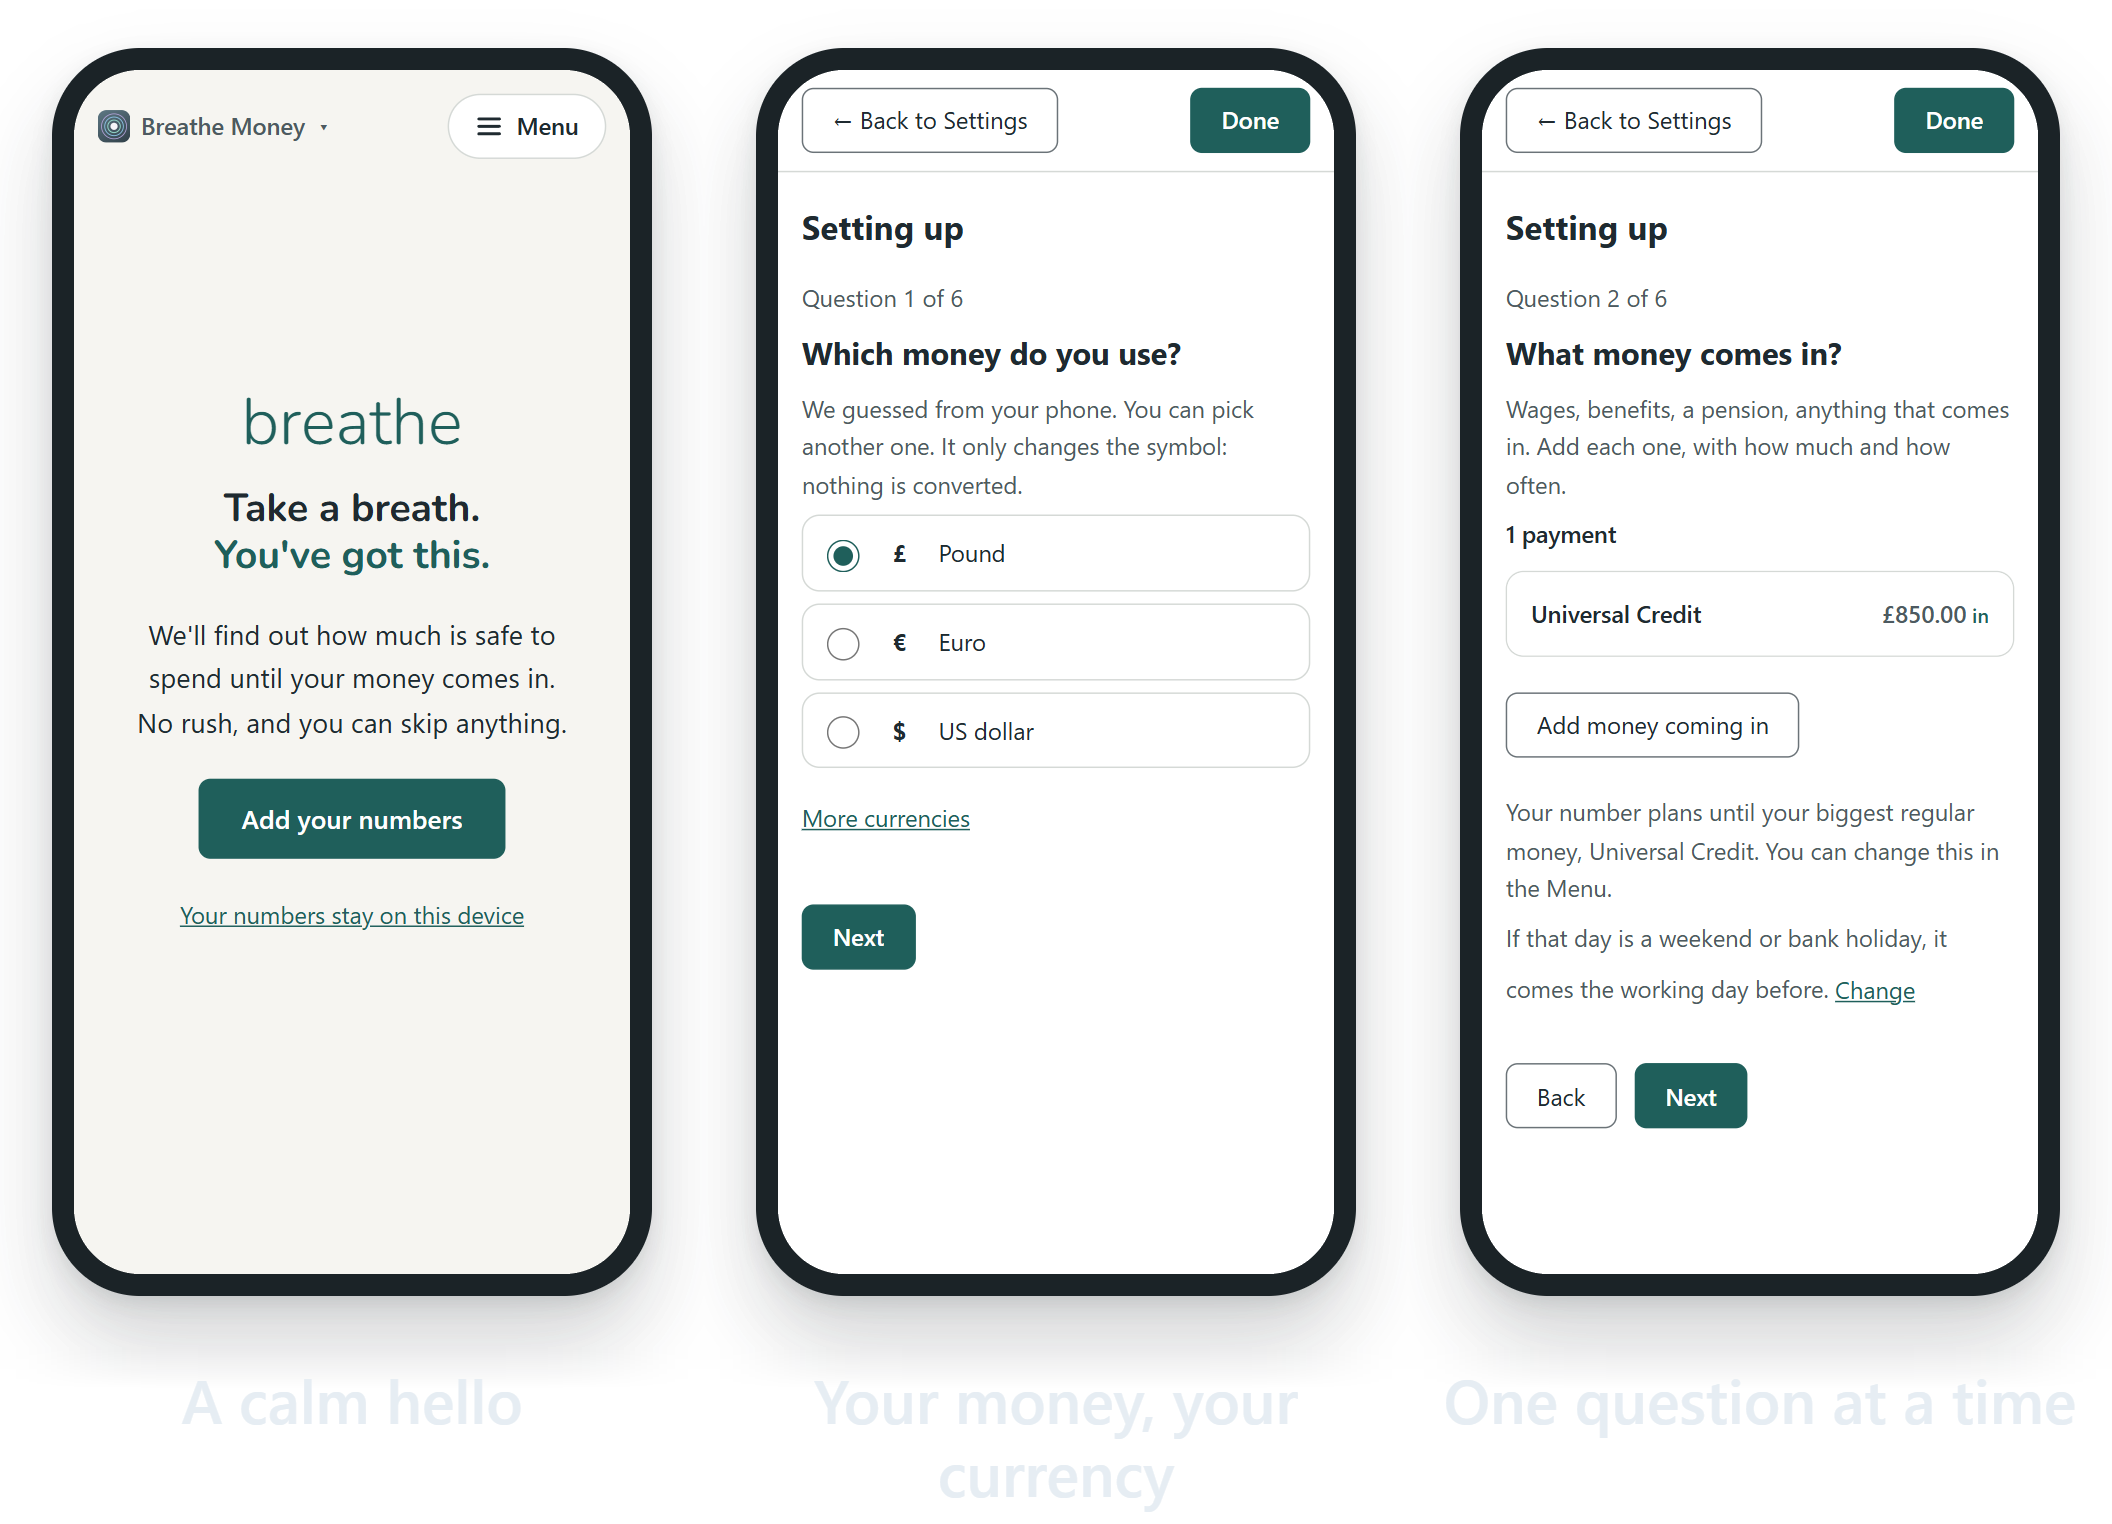 Breathe Money
Menu
breathe
Take a breath.
You've got this.
We'll find out how much is safe to
spend until your money comes in.
No rush, and you can skip anything.
Add your numbers
Your numbers stay on this device
A calm hello
← Back to Settings
Done
Setting up
Question 1 of 6
Which money do you use?
We guessed from your phone. You can pick
another one. It only changes the symbol:
nothing is converted.
£ Pound
€ Euro
$ US dollar
More currencies
Next
Your money, your
currency
← Back to Settings
Done
Setting up
Question 2 of 6
What money comes in?
Wages, benefits, a pension, anything that comes
in. Add each one, with how much and how
often.
1 payment
Universal Credit £850.00 in
Add money coming in
Your number plans until your biggest regular
money, Universal Credit. You can change this in
the Menu.
If that day is a weekend or bank holiday, it
comes the working day before. Change
Back
Next
One question at a time